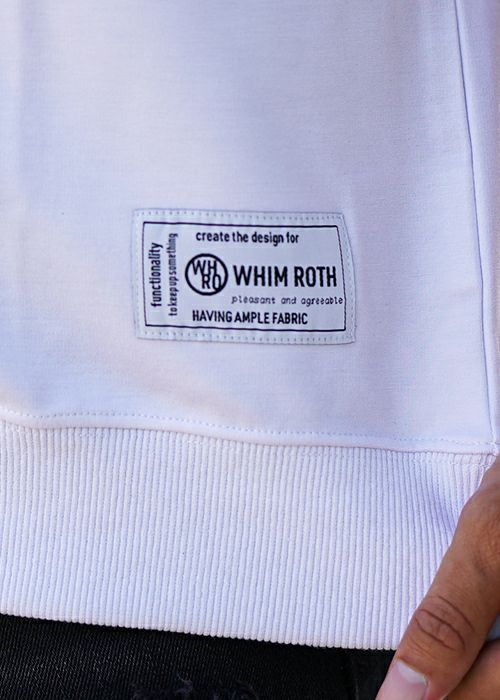 functionality
to keep up something
create the design for
WH
RO
WHIM ROTH
pleasant and agreeable
HAVING AMPLE FABRIC